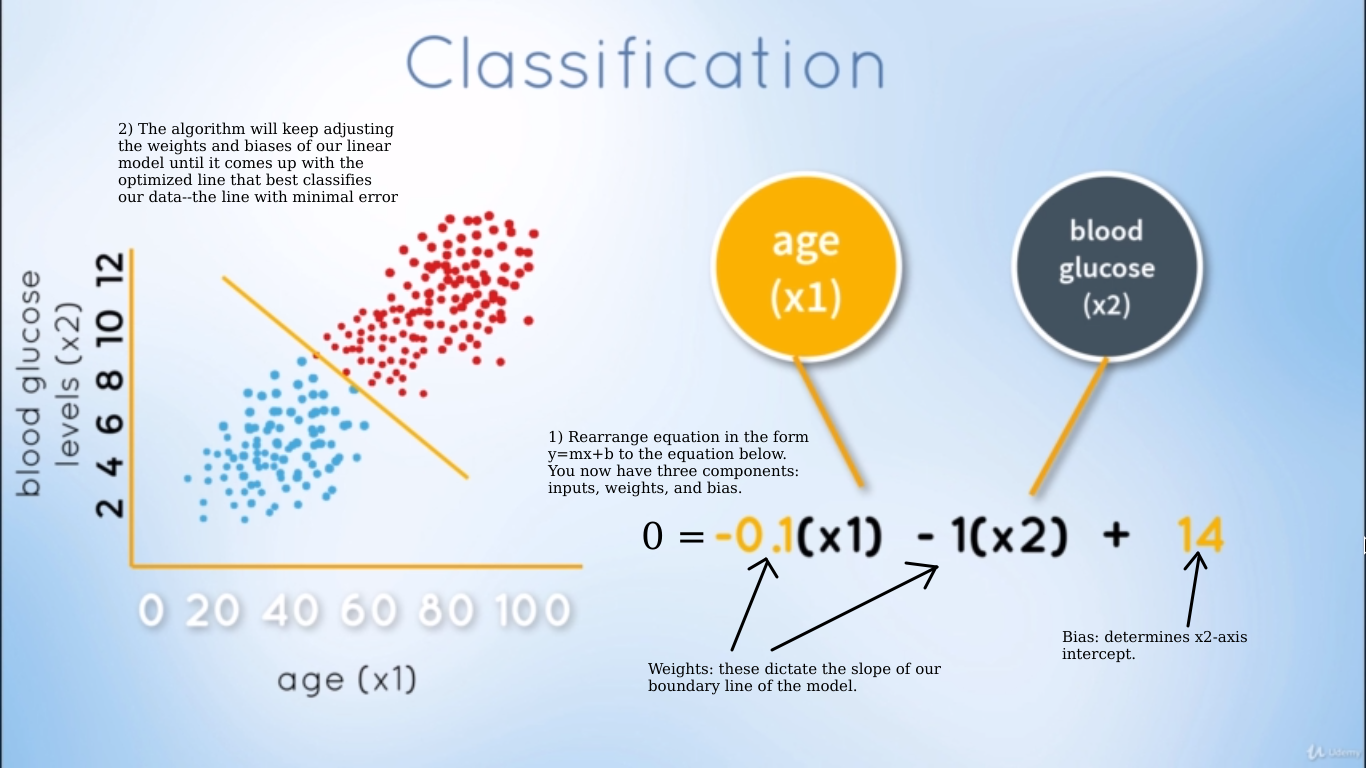 Classification
2) The algorithm will keep adjusting
the weights and biases of our linear
model until it comes up with the
optimized line that best classifies
our data--the line with minimal error
blood glucose
levels (x2)
12
10
8
6
4
2
0 20 40 60 80 100
age (x1)
age
(x1)
blood
glucose
(x2)
1) Rearrange equation in the form
y=mx+b to the equation below.
You now have three components:
inputs, weights, and bias.
0 = -0.1(x1) - 1(x2) + 14
Weights: these dictate the slope of our
boundary line of the model.
Bias: determines x2-axis
intercept.
Udemy